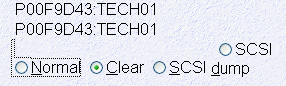 P00F9D43:TECH01
P00F9D43:TECH01
SCSI
Normal Clear SCSI dump